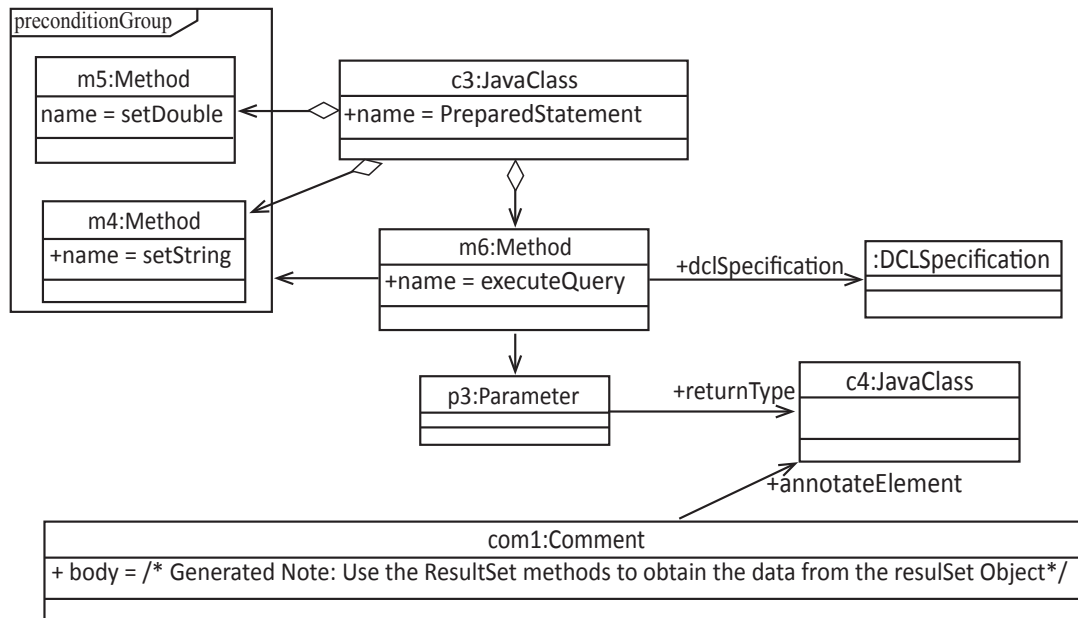 preconditionGroup
m5:Method
name = setDouble
c3:JavaClass
+name = PreparedStatement
m4:Method
+name = setString
m6:Method
+name = executeQuery
+dclSpecification
:DCLSpecification
p3:Parameter
+returnType
c4:JavaClass
+annotateElement
com1:Comment
+ body = /* Generated Note: Use the ResultSet methods to obtain the data from the resulSet Object*/